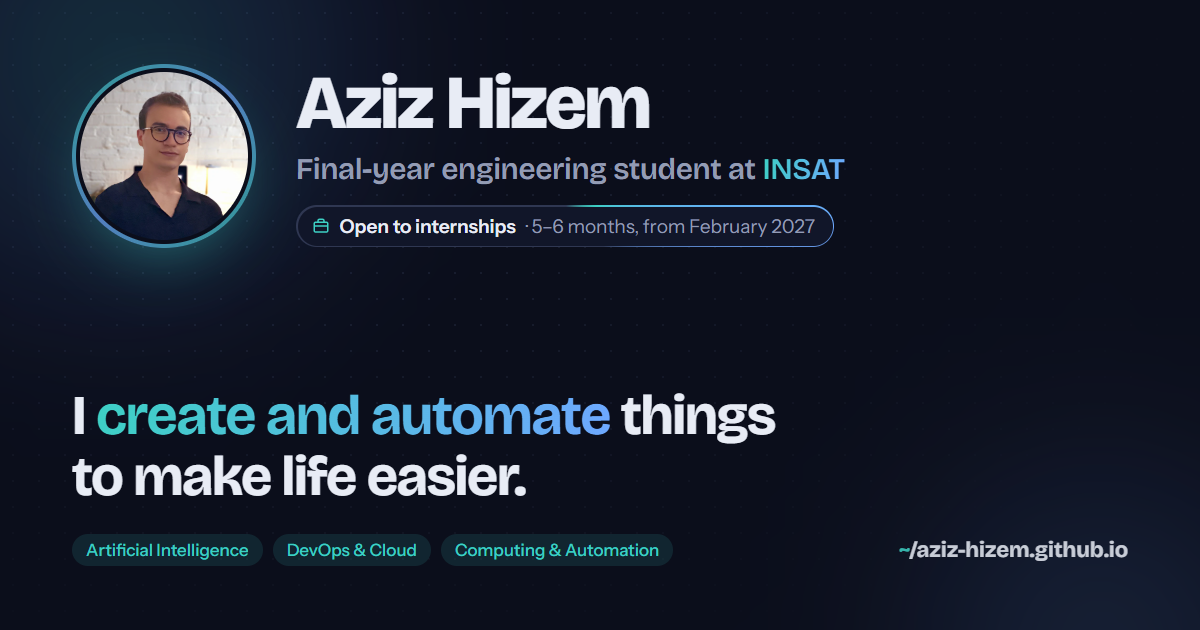 Aziz Hizem
Final-year engineering student at INSAT
Open to internships · 5–6 months, from February 2027
I create and automate things
to make life easier.
Artificial Intelligence
DevOps & Cloud
Computing & Automation
~/aziz-hizem.github.io